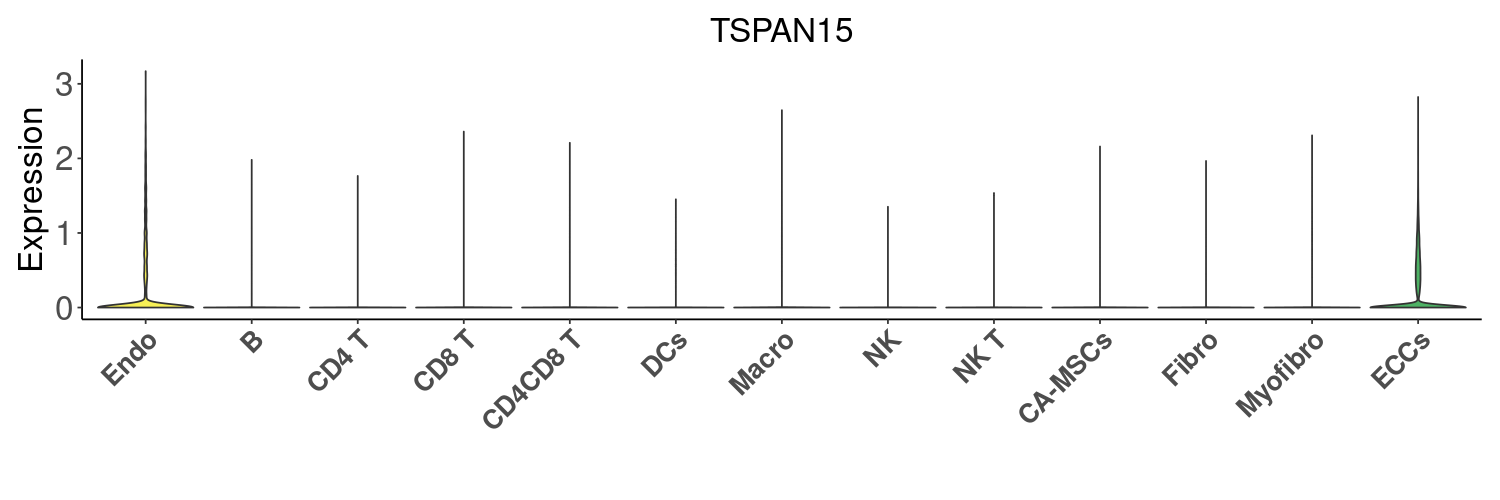 TSPAN15
Expression
3
2
1
0
Endo
B
CD4 T
CD8 T
CD4CD8 T
DCs
Macro
NK
NK T
CA-MSCs
Fibro
Myofibro
ECCs